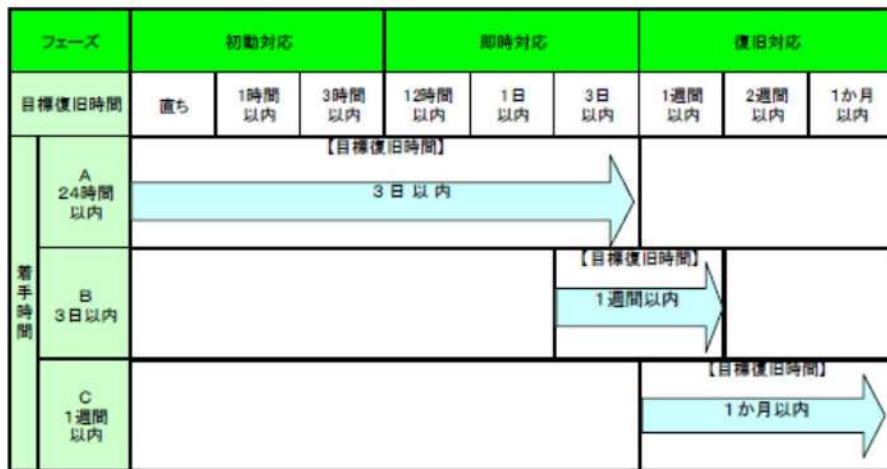 フェーズ
初動対応
即時対応
復旧対応
目標復旧時間
直ち
1時間
以内
3時間
以内
12時間
以内
1日
以内
3日
以内
1週間
以内
2週間
以内
1か月
以内
着手時間
A
24時間
以内
【目標復旧時間】
3日以内
B
3日以内
【目標復旧時間】
1週間以内
C
1週間
以内
【目標復旧時間】
1か月以内